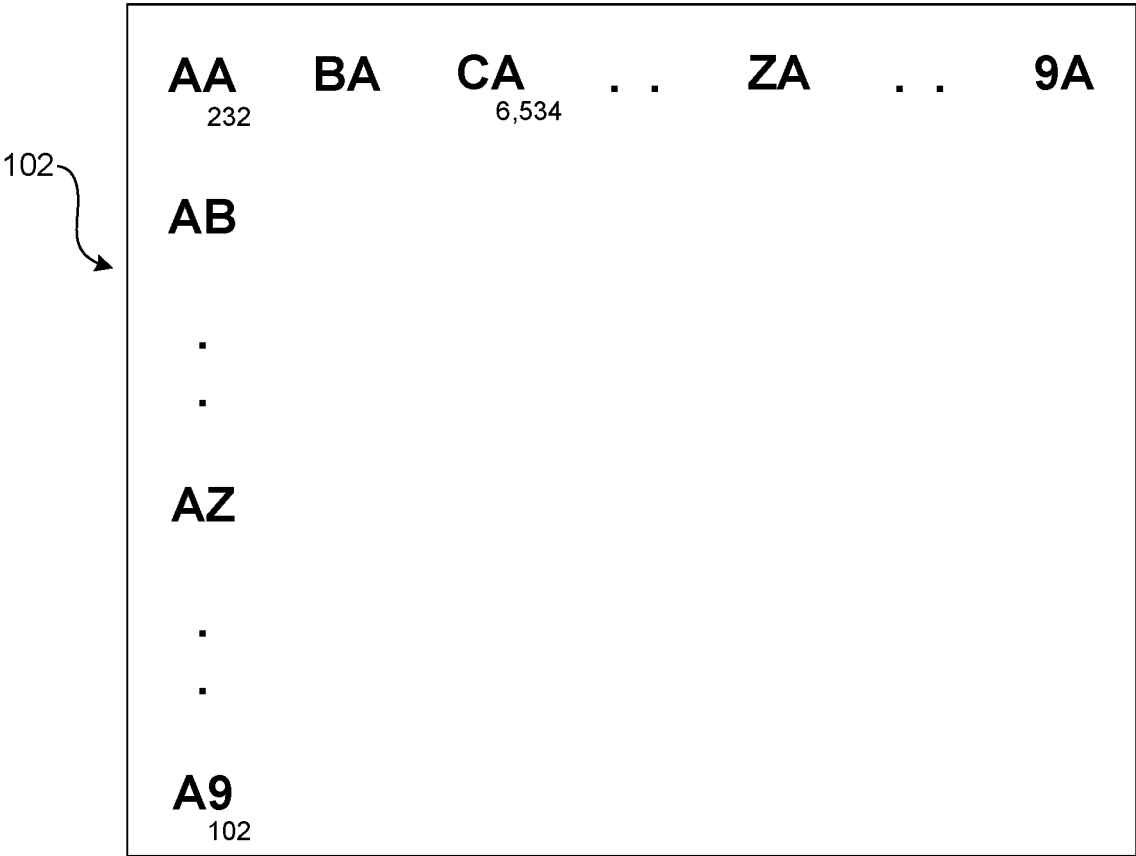 AA BA CA . . ZA . . 9A
232 6,534
102
AB
.
.
AZ
.
.
A9
102